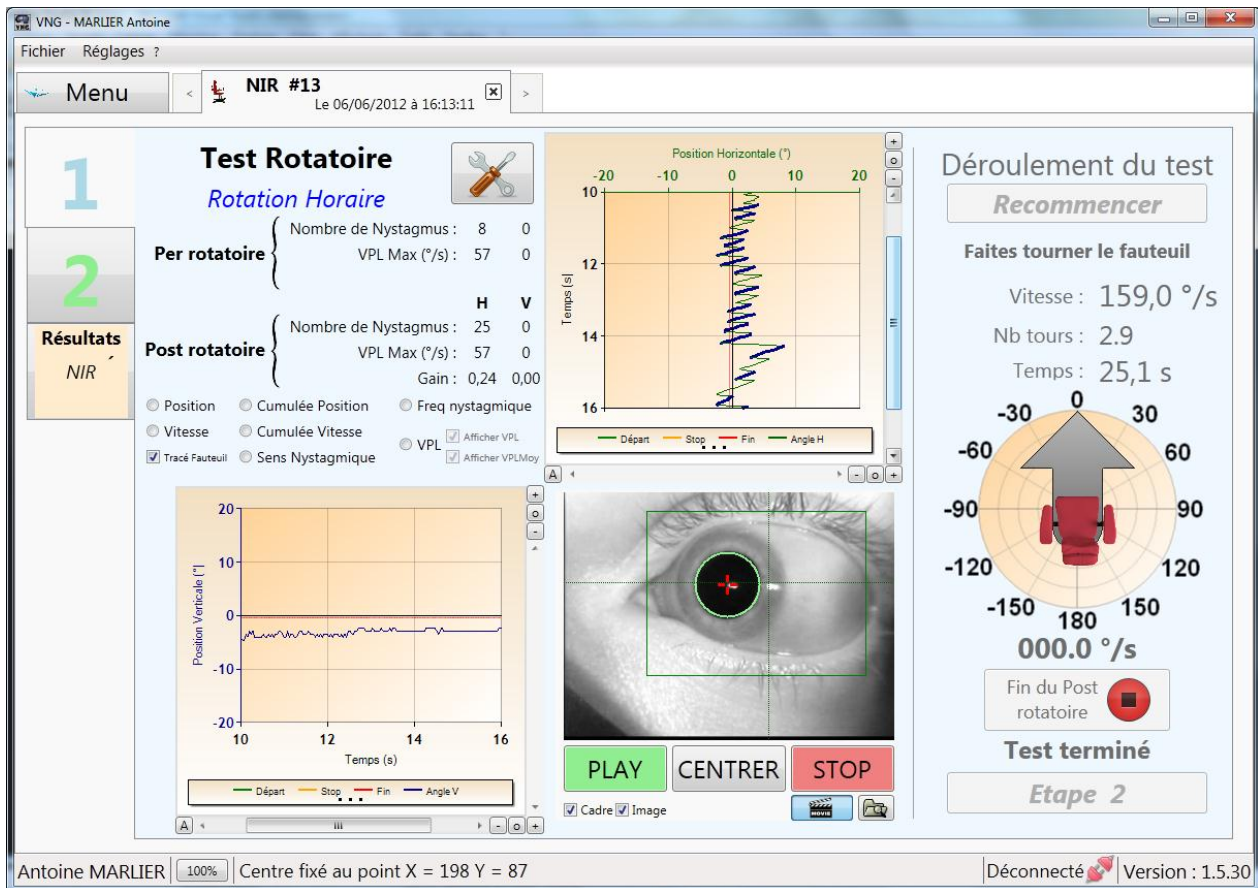 VNG - MARLIER Antoine
Fichier Réglages ?
Menu
< NIR #13 >
Le 06/06/2012 à 16:13:11
1
2
Résultats
NIR
Test Rotatoire
Rotation Horaire
Per rotatoire
Nombre de Nystagmus : 8 0
VPL Max (°/s) : 57 0
H V
Post rotatoire
Nombre de Nystagmus : 25 0
VPL Max (°/s) : 57 0
Gain : 0,24 0,00
Position Cumulée Position Freq nystagmique
Vitesse Cumulée Vitesse VPL Afficher VPL
Tracé Fauteuil Sens Nystagmique Afficher VPLMoy
Position Horizontale (°)
-20 -10 0 10 20
10
12
14
16
Temps (s)
Départ Stop Fin Angle H
...
A - o +
+
o
-
20
10
0
-10
-20
Position Verticale (°)
10 12 14 16
Temps (s)
Départ Stop Fin Angle V
...
A - o +
+
o
-
PLAY CENTRER STOP
Cadre Image
MOVIE
Déroulement du test
Recommencer
Faites tourner le fauteuil
Vitesse : 159,0 °/s
Nb tours : 2.9
Temps : 25,1 s
0
-30 30
-60 60
-90 90
-120 120
-150 150
180
000.0 °/s
Fin du Post
rotatoire
Test terminé
Etape 2
Antoine MARLIER 100% Centre fixé au point X = 198 Y = 87
Déconnecté Version : 1.5.30